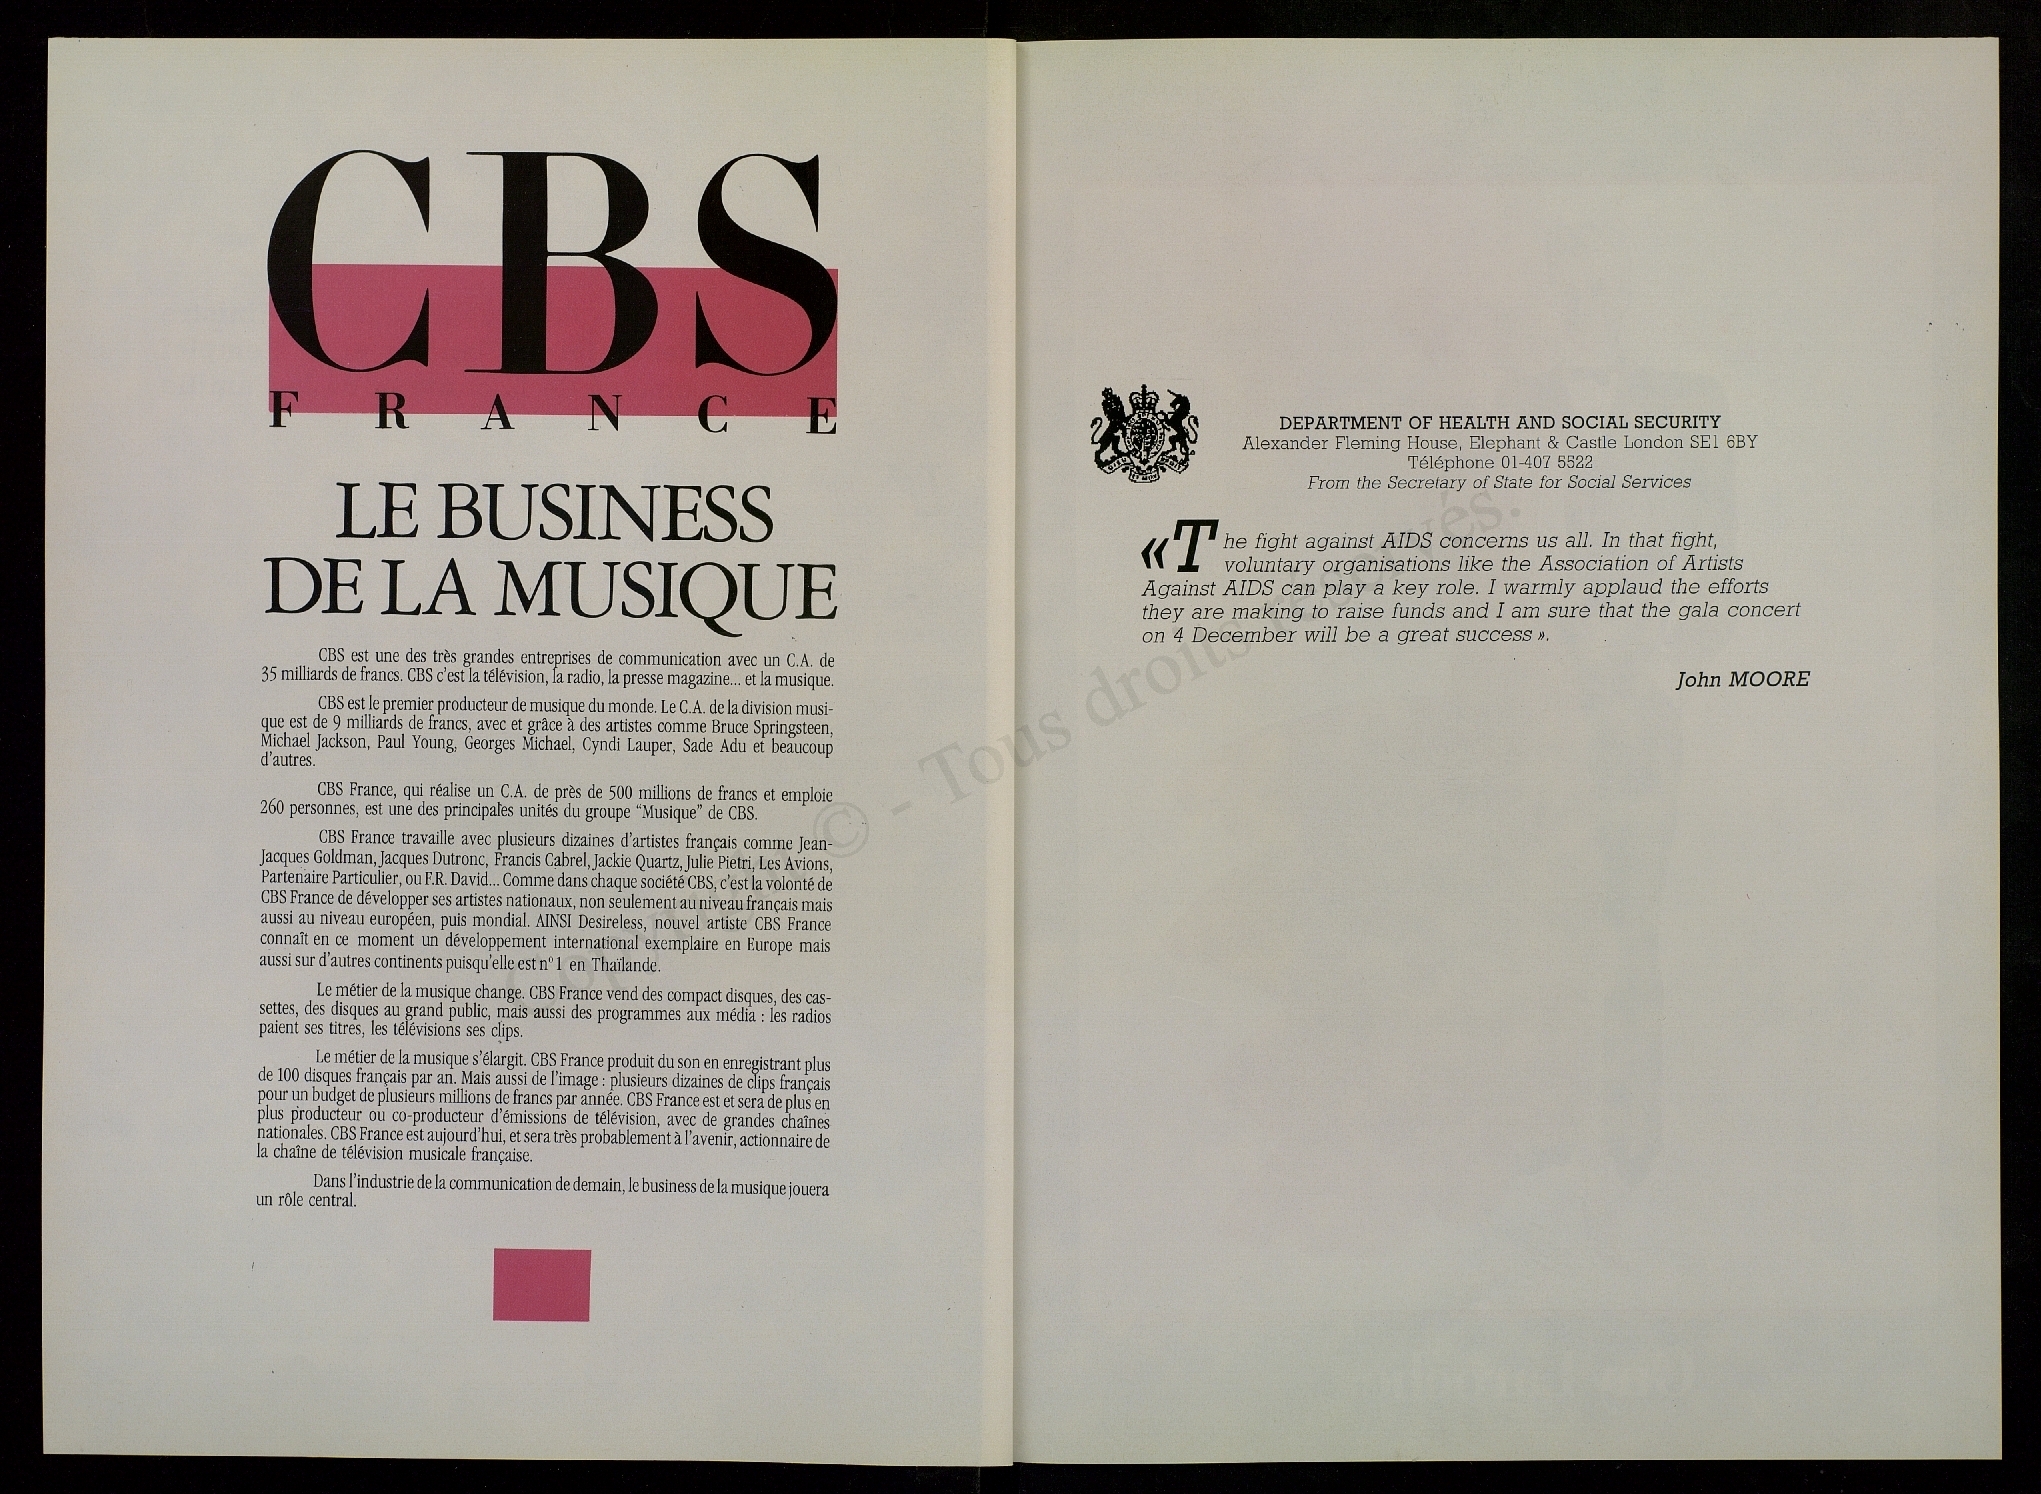 CBS
FRANCE
LE BUSINESS
DE LA MUSIQUE
CBS est une des très grandes entreprises de communication avec un C.A. de
35 milliards de francs. CBS c'est la télévision, la radio, la presse magazine... et la musique.
CBS est le premier producteur de musique du monde. Le C.A. de la division musi-
que est de 9 milliards de francs, avec et grâce à des artistes comme Bruce Springsteen,
Michael Jackson, Paul Young, Georges Michael, Cyndi Lauper, Sade Adu et beaucoup
d'autres.
CBS France, qui réalise un C.A. de près de 500 millions de francs et emploie
260 personnes, est une des principales unités du groupe "Musique" de CBS.
CBS France travaille avec plusieurs dizaines d'artistes français comme Jean-
Jacques Goldman, Jacques Dutronc, Francis Cabrel, Jackie Quartz, Julie Pietri, Les Avions,
Partenaire Particulier, ou F.R. David... Comme dans chaque société CBS, c'est la volonté de
CBS France de développer ses artistes nationaux, non seulement au niveau français mais
aussi au niveau européen, puis mondial. AINSI Desireless, nouvel artiste CBS France
connaît en ce moment un développement international exemplaire en Europe mais
aussi sur d'autres continents puisqu'elle est n° 1 en Thaïlande.
Le métier de la musique change. CBS France vend des compact disques, des cas-
settes, des disques au grand public, mais aussi des programmes aux média : les radios
paient ses titres, les télévisions ses clips.
Le métier de la musique s'élargit. CBS France produit du son en enregistrant plus
de 100 disques français par an. Mais aussi de l'image : plusieurs dizaines de clips français
pour un budget de plusieurs millions de francs par année. CBS France est et sera de plus en
plus producteur ou co-producteur d'émissions de télévision, avec de grandes chaînes
nationales. CBS France est aujourd'hui, et sera très probablement à l'avenir, actionnaire de
la chaîne de télévision musicale française.
Dans l'industrie de la communication de demain, le business de la musique jouera
un rôle central.
DEPARTMENT OF HEALTH AND SOCIAL SECURITY
Alexander Fleming House, Elephant & Castle London SE1 6BY
Téléphone 01-407 5522
From the Secretary of State for Social Services
«The fight against AIDS concerns us all. In that fight,
voluntary organisations like the Association of Artists
Against AIDS can play a key role. I warmly applaud the efforts
they are making to raise funds and I am sure that the gala concert
on 4 December will be a great success ».
John MOORE
Copyright © - Tous droits réservés.